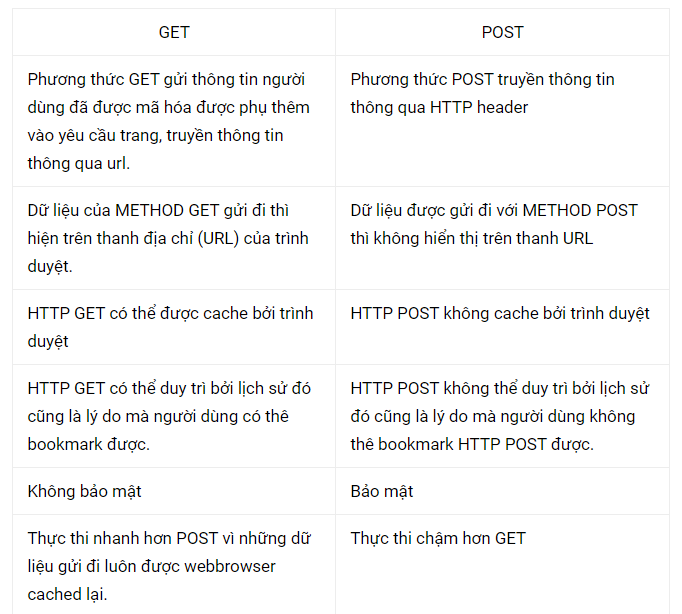 GET
POST
Phương thức GET gửi thông tin người
dùng đã được mã hóa được phụ thêm
vào yêu cầu trang, truyền thông tin
thông qua url.
Phương thức POST truyền thông tin
thông qua HTTP header
Dữ liệu của METHOD GET gửi đi thì
hiện trên thanh địa chỉ (URL) của trình
duyệt.
Dữ liệu được gửi đi với METHOD POST
thì không hiển thị trên thanh URL
HTTP GET có thể được cache bởi trình
duyệt
HTTP POST không cache bởi trình duyệt
HTTP GET có thể duy trì bởi lịch sử đó
cũng là lý do mà người dùng có thê
bookmark được.
HTTP POST không thể duy trì bởi lịch sử
đó cũng là lý do mà người dùng không
thê bookmark HTTP POST được.
Không bảo mật
Bảo mật
Thực thi nhanh hơn POST vì những dữ
liệu gửi đi luôn được webbrowser
cached lại.
Thực thi chậm hơn GET